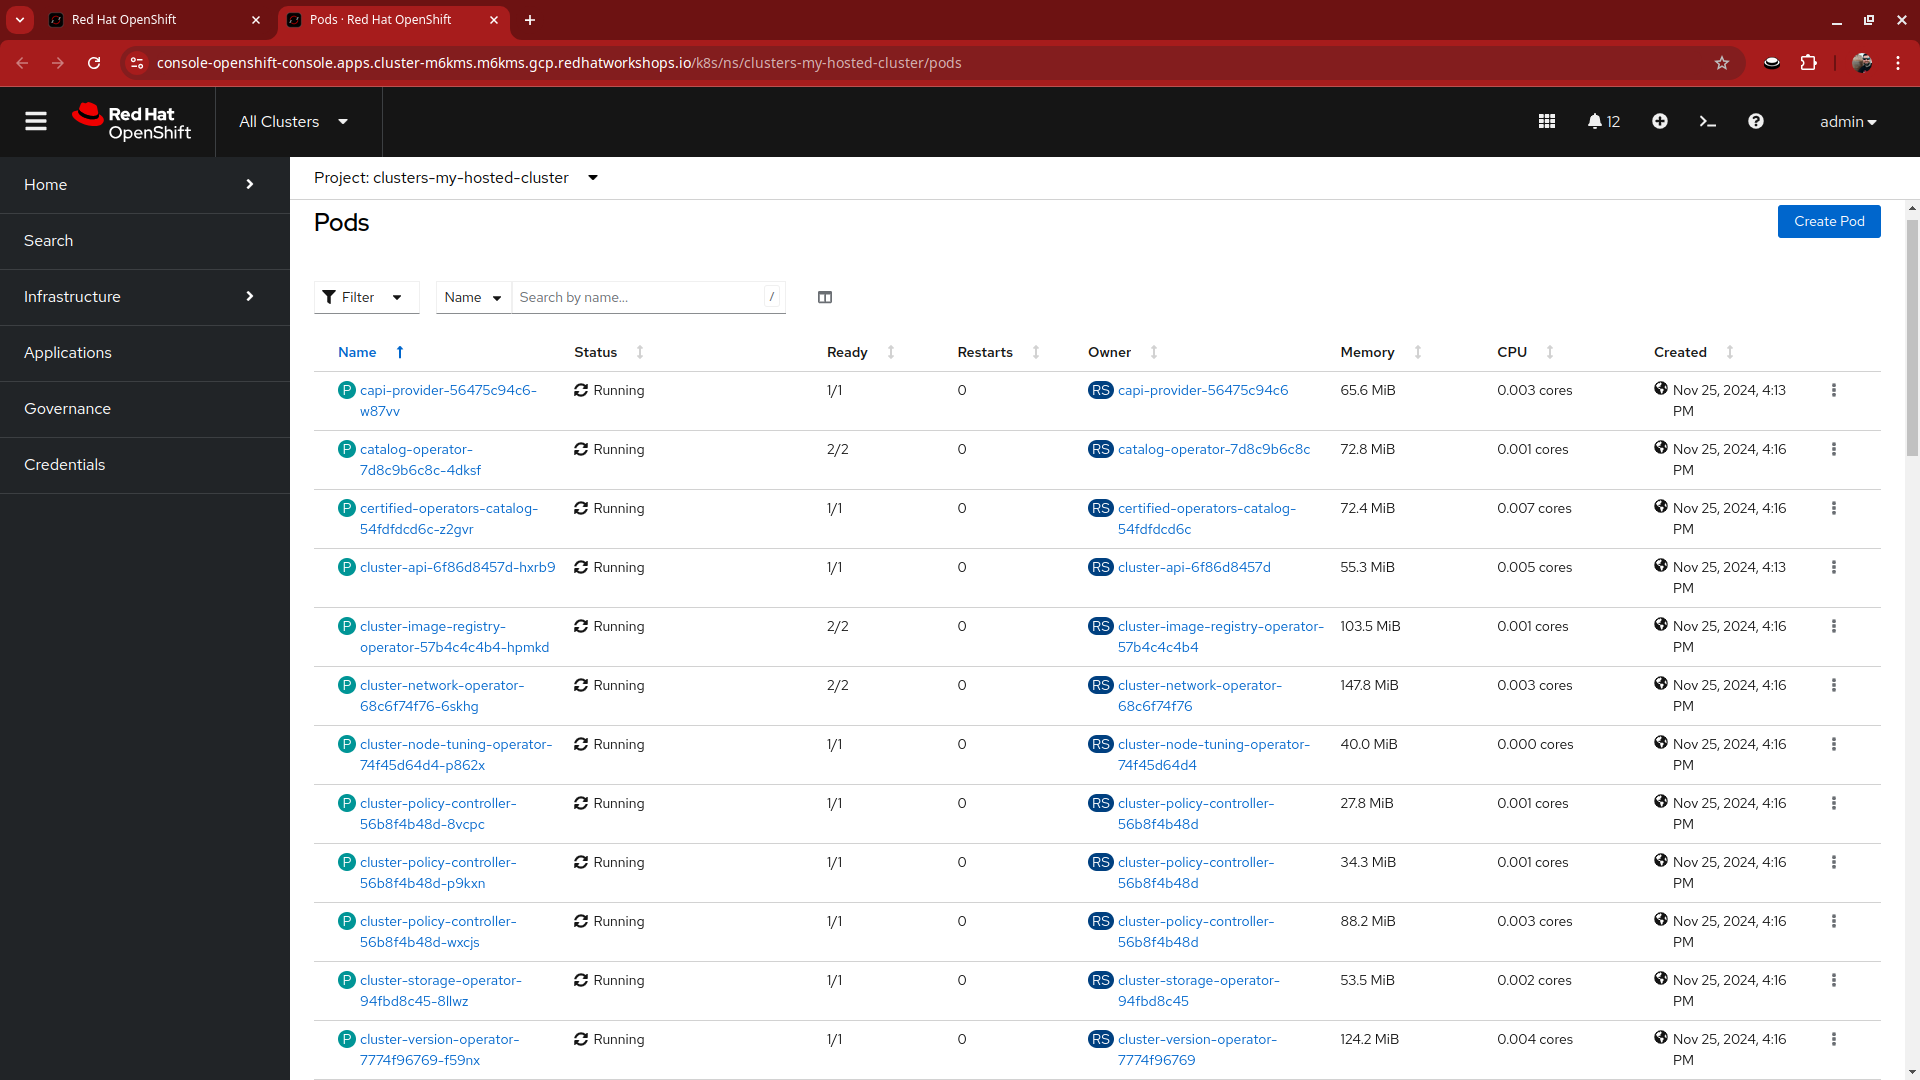 Red Hat OpenShift
Pods · Red Hat OpenShift
console-openshift-console.apps.cluster-m6kms.m6kms.gcp.redhatworkshops.io/k8s/ns/clusters-my-hosted-cluster/pods
Red Hat
OpenShift
All Clusters
12
admin
Home
Search
Infrastructure
Applications
Governance
Credentials
Project: clusters-my-hosted-cluster
Pods
Create Pod
Filter
Name
Search by name...
/
Name Status Ready Restarts Owner Memory CPU Created
P capi-provider-56475c94c6- Running 1/1 0 RS capi-provider-56475c94c6 65.6 MiB 0.003 cores Nov 25, 2024, 4:13
w87vv PM
P catalog-operator- Running 2/2 0 RS catalog-operator-7d8c9b6c8c 72.8 MiB 0.001 cores Nov 25, 2024, 4:16
7d8c9b6c8c-4dksf PM
P certified-operators-catalog- Running 1/1 0 RS certified-operators-catalog- 72.4 MiB 0.007 cores Nov 25, 2024, 4:16
54fdfdcd6c-z2gvr 54fdfdcd6c PM
P cluster-api-6f86d8457d-hxrb9 Running 1/1 0 RS cluster-api-6f86d8457d 55.3 MiB 0.005 cores Nov 25, 2024, 4:13
PM
P cluster-image-registry- Running 2/2 0 RS cluster-image-registry-operator- 103.5 MiB 0.001 cores Nov 25, 2024, 4:16
operator-57b4c4c4b4-hpmkd 57b4c4c4b4 PM
P cluster-network-operator- Running 2/2 0 RS cluster-network-operator- 147.8 MiB 0.003 cores Nov 25, 2024, 4:16
68c6f74f76-6skhg 68c6f74f76 PM
P cluster-node-tuning-operator- Running 1/1 0 RS cluster-node-tuning-operator- 40.0 MiB 0.000 cores Nov 25, 2024, 4:16
74f45d64d4-p862x 74f45d64d4 PM
P cluster-policy-controller- Running 1/1 0 RS cluster-policy-controller- 27.8 MiB 0.001 cores Nov 25, 2024, 4:16
56b8f4b48d-8vcpc 56b8f4b48d PM
P cluster-policy-controller- Running 1/1 0 RS cluster-policy-controller- 34.3 MiB 0.001 cores Nov 25, 2024, 4:16
56b8f4b48d-p9kxn 56b8f4b48d PM
P cluster-policy-controller- Running 1/1 0 RS cluster-policy-controller- 88.2 MiB 0.003 cores Nov 25, 2024, 4:16
56b8f4b48d-wxcjs 56b8f4b48d PM
P cluster-storage-operator- Running 1/1 0 RS cluster-storage-operator- 53.5 MiB 0.002 cores Nov 25, 2024, 4:16
94fbd8c45-8llwz 94fbd8c45 PM
P cluster-version-operator- Running 1/1 0 RS cluster-version-operator- 124.2 MiB 0.004 cores Nov 25, 2024, 4:16
7774f96769-f59nx 7774f96769 PM